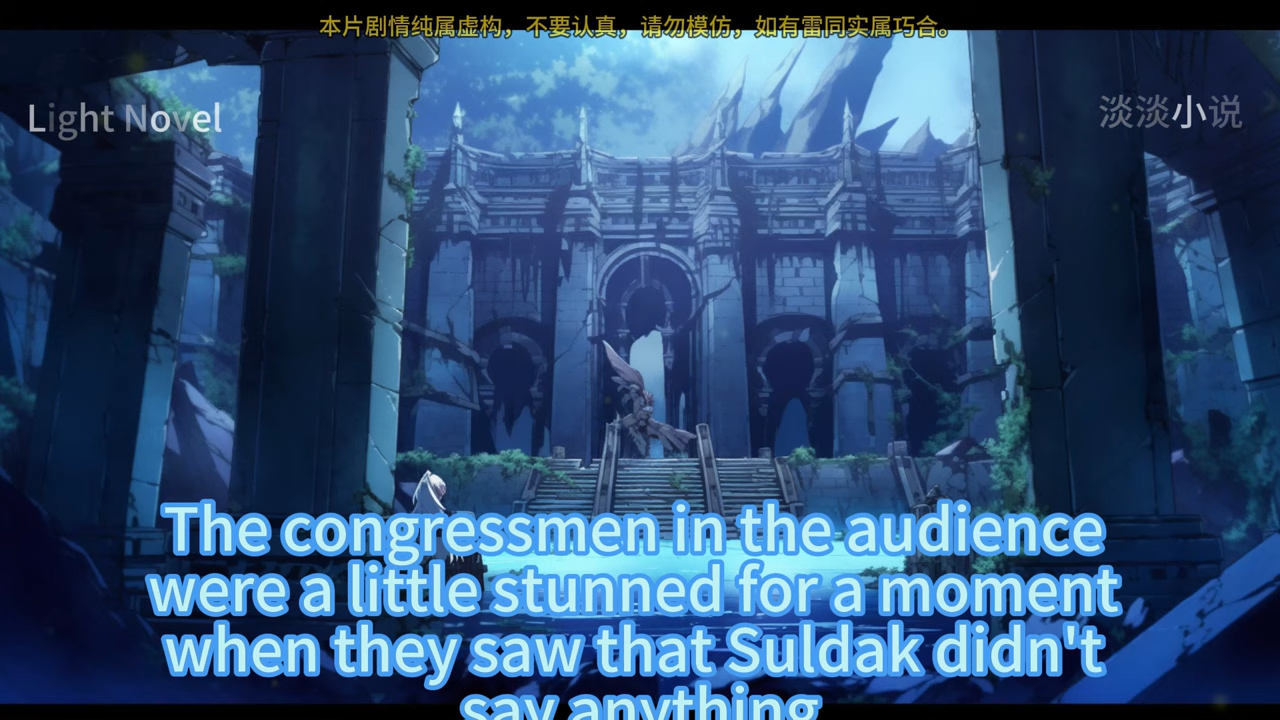 本片剧情纯属虚构，不要认真，请勿模仿，如有雷同实属巧合。
Light Novel
淡淡小说
The congressmen in the audience
were a little stunned for a moment
when they saw that Suldak didn't
say anything